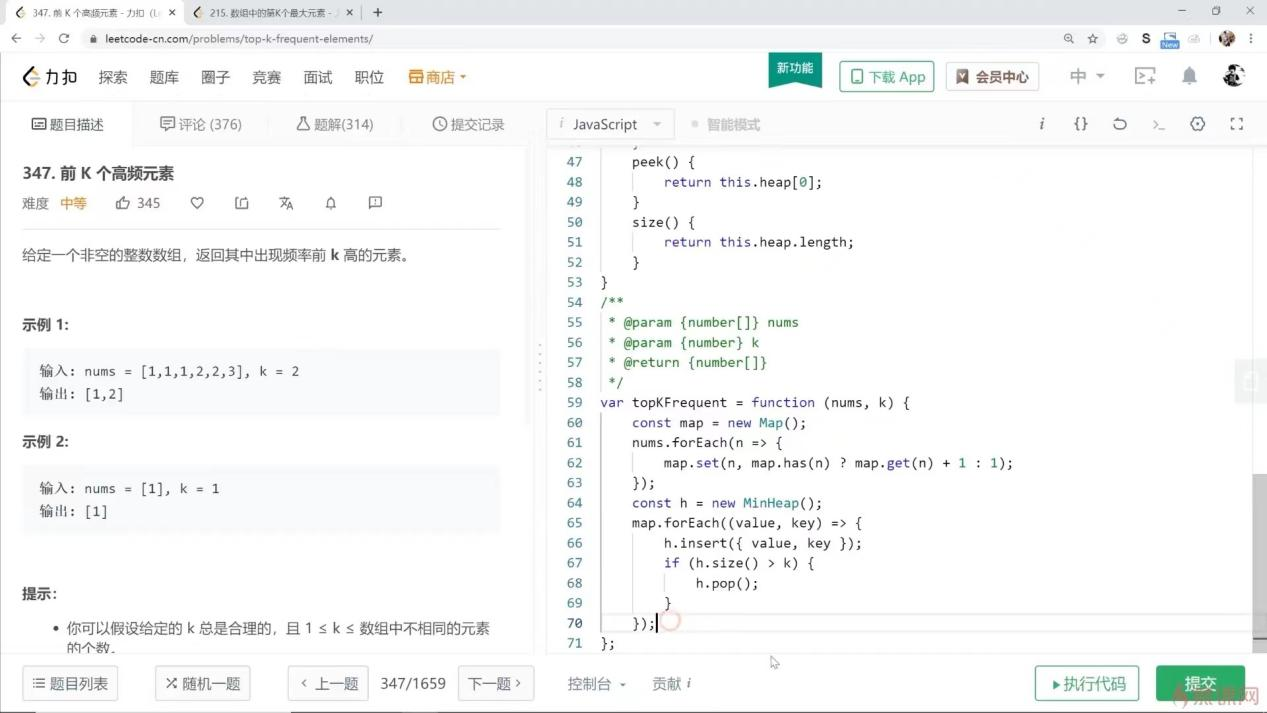 347. 前 K 个高频元素 - 力扣 (Le
215. 数组中的第K个最大元素 -
leetcode-cn.com/problems/top-k-frequent-elements/
S
New
力扣 探索 题库 圈子 竞赛 面试 职位 商店
新功能
下载 App
会员中心
中
题目描述 评论 (376) 题解(314) 提交记录
i JavaScript 智能模式
347. 前 K 个高频元素
难度 中等 345
给定一个非空的整数数组，返回其中出现频率前 k 高的元素。
示例 1:
输入: nums = [1,1,1,2,2,3], k = 2
输出: [1,2]
示例 2:
输入: nums = [1], k = 1
输出: [1]
提示：
• 你可以假设给定的 k 总是合理的，且 1 ≤ k ≤ 数组中不相同的元素
的个数。
47 peek() {
48 return this.heap[0];
49 }
50 size() {
51 return this.heap.length;
52 }
53 }
54 /**
55 * @param {number[]} nums
56 * @param {number} k
57 * @return {number[]}
58 */
59 var topKFrequent = function (nums, k) {
60 const map = new Map();
61 nums.forEach(n => {
62 map.set(n, map.has(n) ? map.get(n) + 1 : 1);
63 });
64 const h = new MinHeap();
65 map.forEach((value, key) => {
66 h.insert({ value, key });
67 if (h.size() > k) {
68 h.pop();
69 }
70 });
71 };
题目列表 随机一题 < 上一题 347/1659 下一题 > 控制台 贡献 i
执行代码
提交